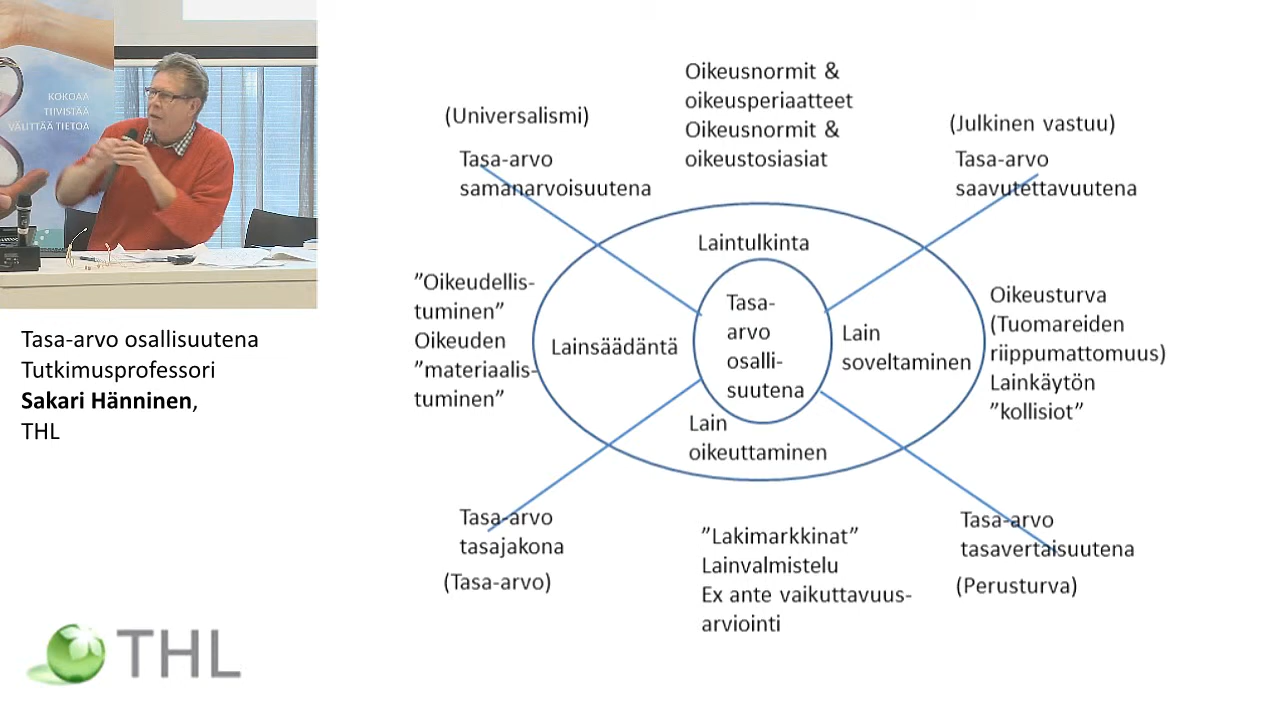 KOKOAA
TIIVISTÄÄ
VÄLITTÄÄ TIETOA
Tasa-arvo osallisuutena
Tutkimusprofessori
Sakari Hänninen,
THL
THL
(Universalismi)
Tasa-arvo
samanarvoisuutena
Oikeusnormit &
oikeusperiaatteet
Oikeusnormit &
oikeustosiasiat
(Julkinen vastuu)
Tasa-arvo
saavutettavuutena
”Oikeudellis-
tuminen”
Oikeuden
”materiaalis-
tuminen”
Laintulkinta
Lainsäädäntä
Tasa-
arvo
osalli-
suutena
Lain
soveltaminen
Lain
oikeuttaminen
Oikeusturva
(Tuomareiden
riippumattomuus)
Lainkäytön
”kollisiot”
Tasa-arvo
tasajakona
(Tasa-arvo)
”Lakimarkkinat”
Lainvalmistelu
Ex ante vaikuttavuus-
arviointi
Tasa-arvo
tasavertaisuutena
(Perusturva)